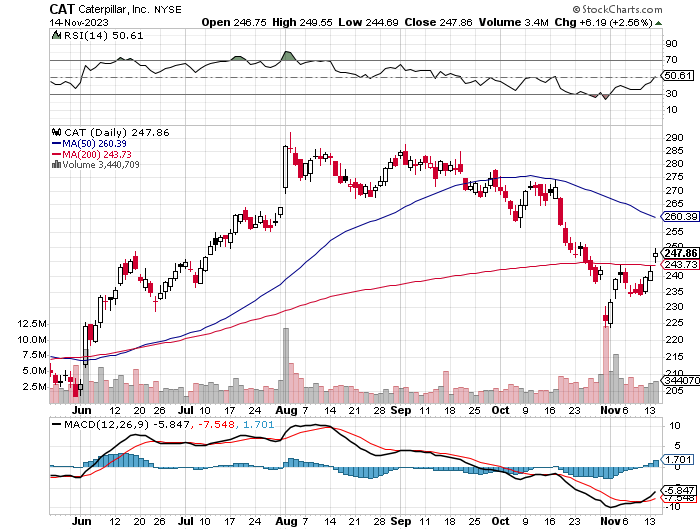 CAT Caterpillar, Inc. NYSE
© StockCharts.com
14-Nov-2023
Open 246.75 High 249.55 Low 244.69 Close 247.86 Volume 3.4M Chg +6.19 (+2.56%)
RSI(14) 50.61
90
70
50.61
30
10
CAT (Daily) 247.86
MA(50) 260.39
MA(200) 243.73
Volume 3,440,709
290
285
280
275
270
265
260.39
255
250
247.86
243.73
240
235
230
225
220
215
210
3440709
205
12.5M
10.0M
7.5M
5.0M
2.5M
Jun 12 20 26 Jul 10 17 24 Aug 7 14 21 28 Sep 11 18 25 Oct 9 16 23 Nov 6 13
MACD(12,26,9) -5.847, -7.548, 1.701
10
5
1.701
-5.847
-7.548
-10
Jun 12 20 26 Jul 10 17 24 Aug 7 14 21 28 Sep 11 18 25 Oct 9 16 23 Nov 6 13